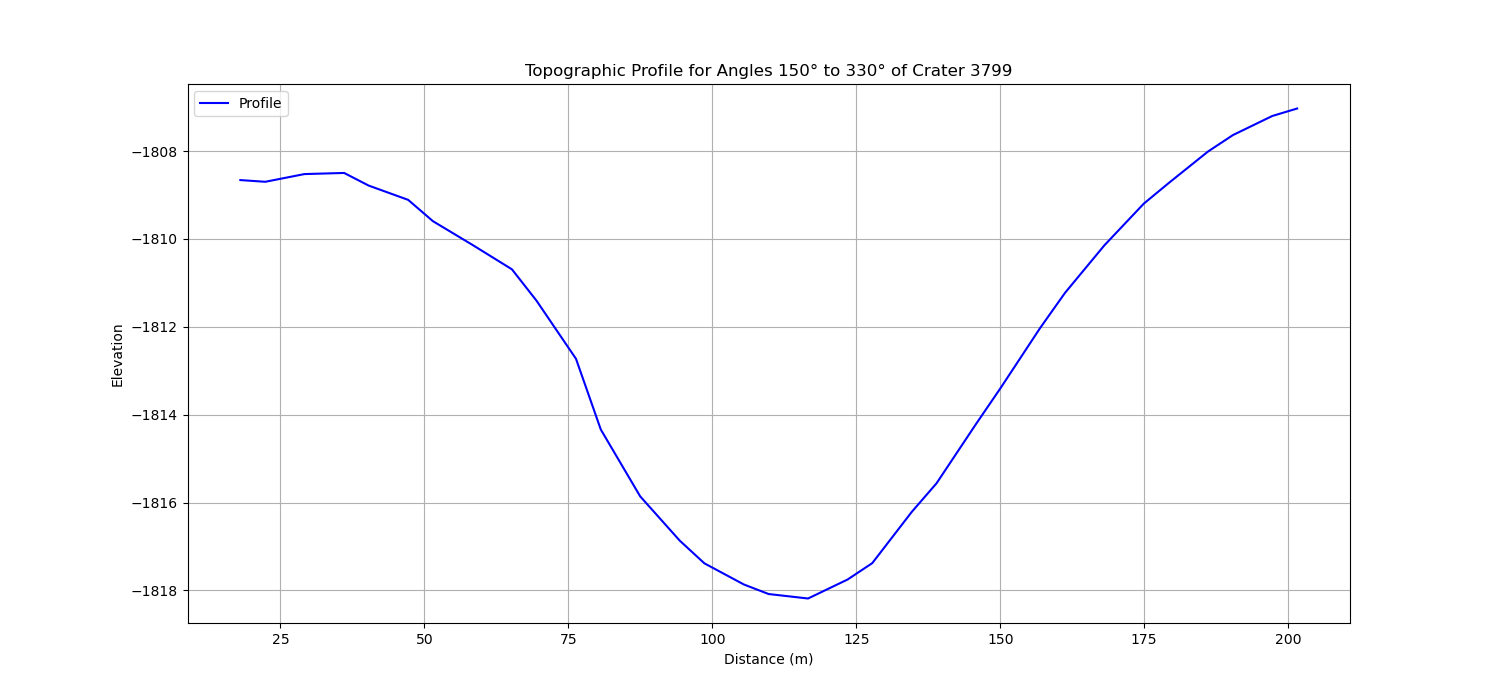 Topographic Profile for Angles 150° to 330° of Crater 3799
Profile
−1808
−1810
−1812
−1814
−1816
−1818
Elevation
25 50 75 100 125 150 175 200
Distance (m)